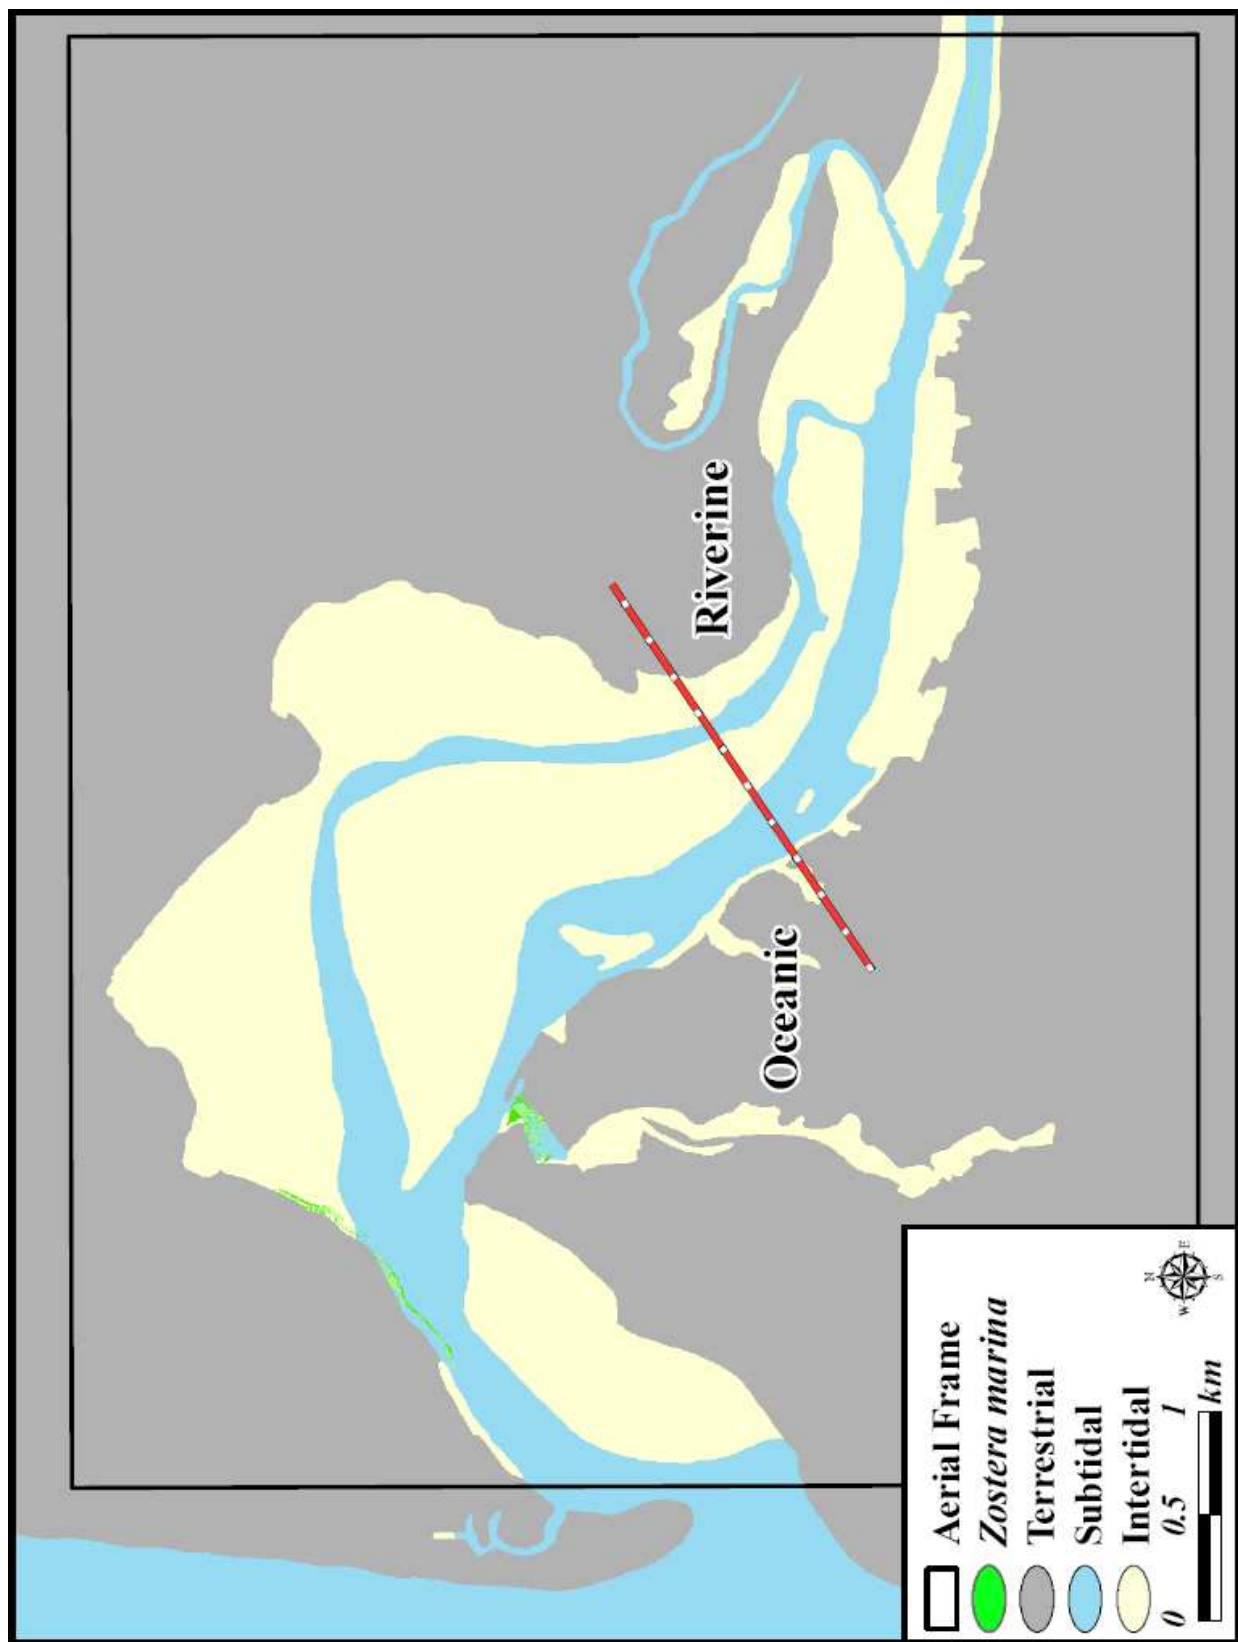 Riverine
Oceanic
Aerial Frame
Zostera marina
Terrestrial
Subtidal
Intertidal
0 0.5 1
km
N
W E
S